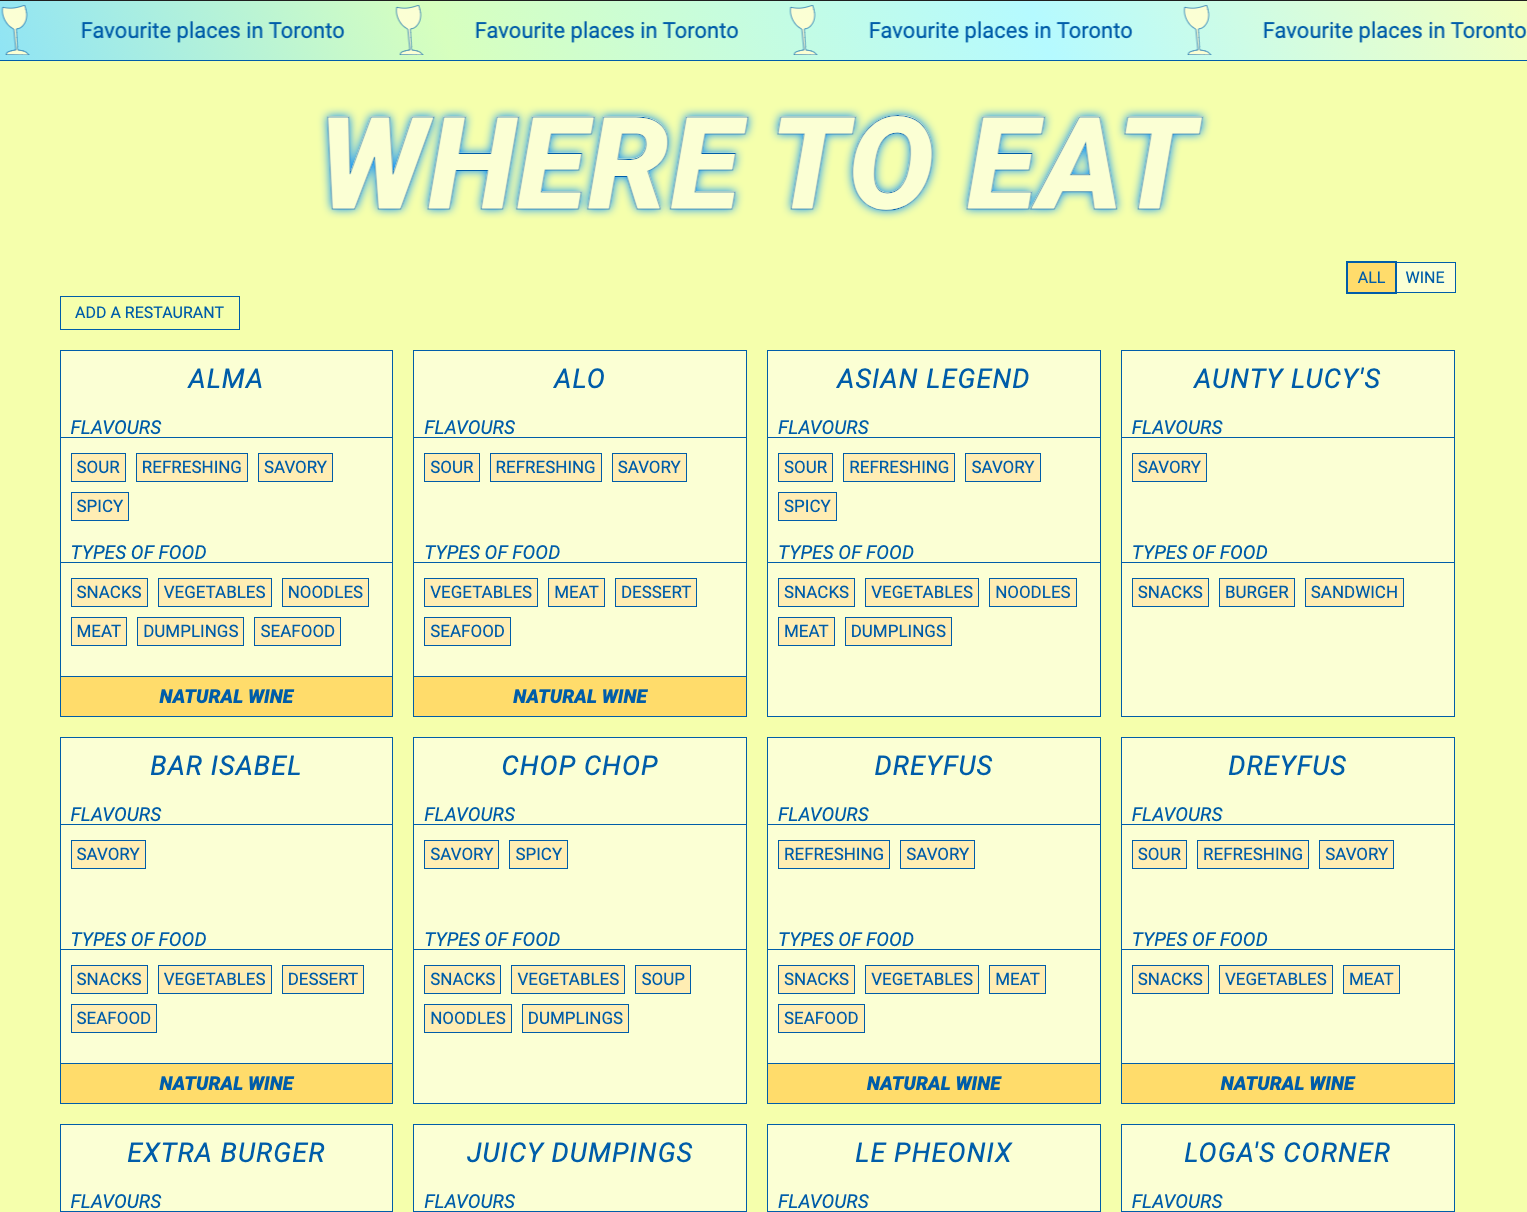 Favourite places in Toronto Favourite places in Toronto Favourite places in Toronto Favourite places in Toronto
WHERE TO EAT
ALL WINE
ADD A RESTAURANT
ALMA
FLAVOURS
SOUR REFRESHING SAVORY
SPICY
TYPES OF FOOD
SNACKS VEGETABLES NOODLES
MEAT DUMPLINGS SEAFOOD
NATURAL WINE
ALO
FLAVOURS
SOUR REFRESHING SAVORY
TYPES OF FOOD
VEGETABLES MEAT DESSERT
SEAFOOD
NATURAL WINE
ASIAN LEGEND
FLAVOURS
SOUR REFRESHING SAVORY
SPICY
TYPES OF FOOD
SNACKS VEGETABLES NOODLES
MEAT DUMPLINGS
AUNTY LUCY'S
FLAVOURS
SAVORY
TYPES OF FOOD
SNACKS BURGER SANDWICH
BAR ISABEL
FLAVOURS
SAVORY
TYPES OF FOOD
SNACKS VEGETABLES DESSERT
SEAFOOD
NATURAL WINE
CHOP CHOP
FLAVOURS
SAVORY SPICY
TYPES OF FOOD
SNACKS VEGETABLES SOUP
NOODLES DUMPLINGS
DREYFUS
FLAVOURS
REFRESHING SAVORY
TYPES OF FOOD
SNACKS VEGETABLES MEAT
SEAFOOD
NATURAL WINE
DREYFUS
FLAVOURS
SOUR REFRESHING SAVORY
TYPES OF FOOD
SNACKS VEGETABLES MEAT
NATURAL WINE
EXTRA BURGER
FLAVOURS
JUICY DUMPINGS
FLAVOURS
LE PHEONIX
FLAVOURS
LOGA'S CORNER
FLAVOURS